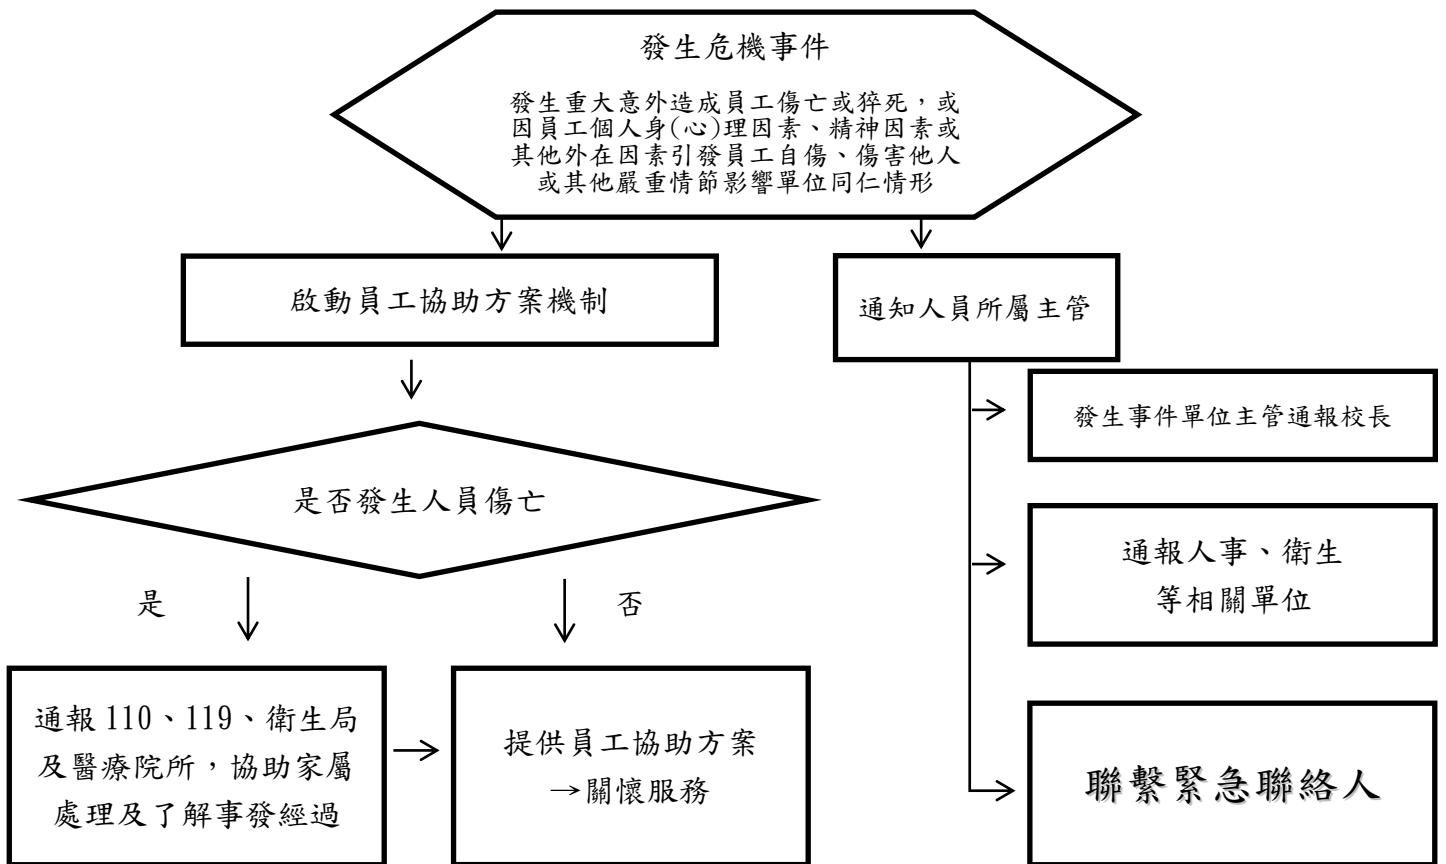 發生危機事件
發生重大意外造成員工傷亡或猝死，或
因員工個人身(心)理因素、精神因素或
其他外在因素引發員工自傷、傷害他人
或其他嚴重情節影響單位同仁情形
啟動員工協助方案機制
通知人員所屬主管
發生事件單位主管通報校長
是否發生人員傷亡
通報人事、衛生
等相關單位
是
否
通報 110、119、衛生局
及醫療院所，協助家屬
處理及了解事發經過
提供員工協助方案
→關懷服務
聯繫緊急聯絡人